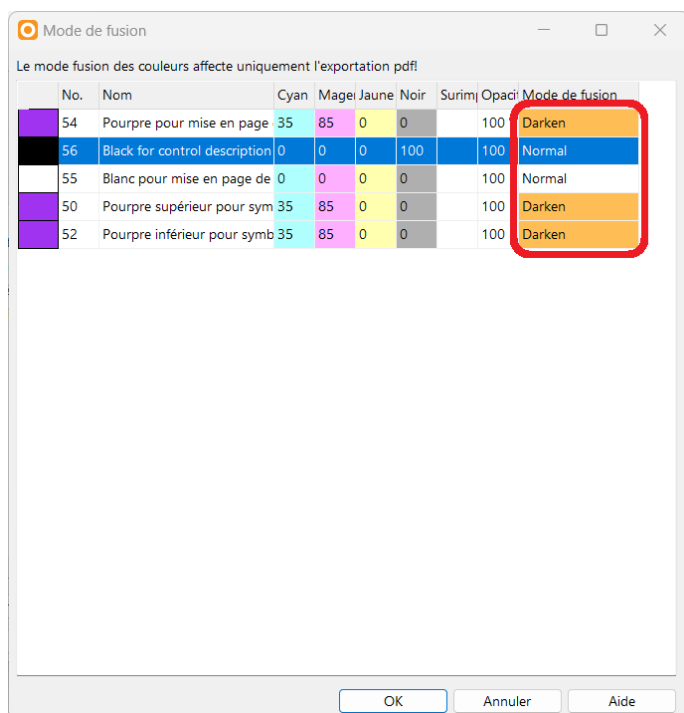 Mode de fusion
Le mode fusion des couleurs affecte uniquement l'exportation pdf!
No. Nom Cyan Mage Jaune Noir Surim Opaci Mode de fusion
54 Pourpre pour mise en page 35 85 0 0 100 Darken
56 Black for control description 0 0 0 100 100 Normal
55 Blanc pour mise en page de 0 0 0 0 100 Normal
50 Pourpre supérieur pour sym 35 85 0 0 100 Darken
52 Pourpre inférieur pour symb 35 85 0 0 100 Darken
OK Annuler Aide